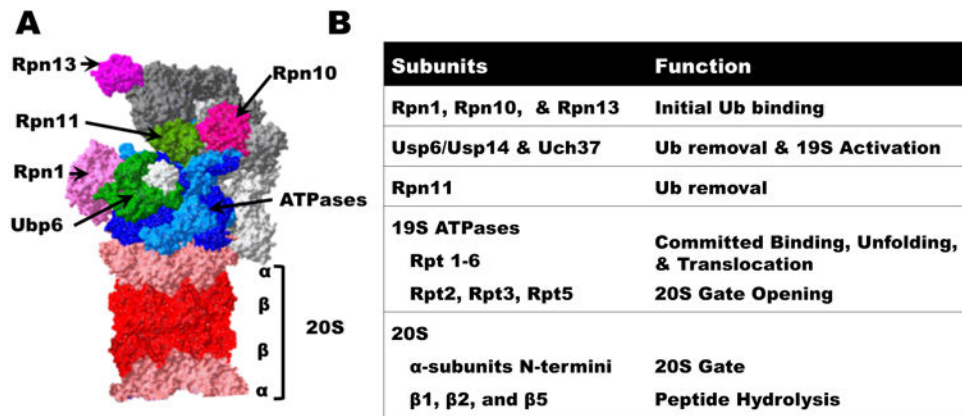 A
B
Rpn13
Rpn10
Rpn11
Rpn1
Ubp6
ATPases
α
β
20S
β
α
Subunits Function
Rpn1, Rpn10, & Rpn13 Initial Ub binding
Usp6/Usp14 & Uch37 Ub removal & 19S Activation
Rpn11 Ub removal
19S ATPases
Rpt 1-6 Committed Binding, Unfolding,
& Translocation
Rpt2, Rpt3, Rpt5 20S Gate Opening
20S
α-subunits N-termini 20S Gate
β1, β2, and β5 Peptide Hydrolysis